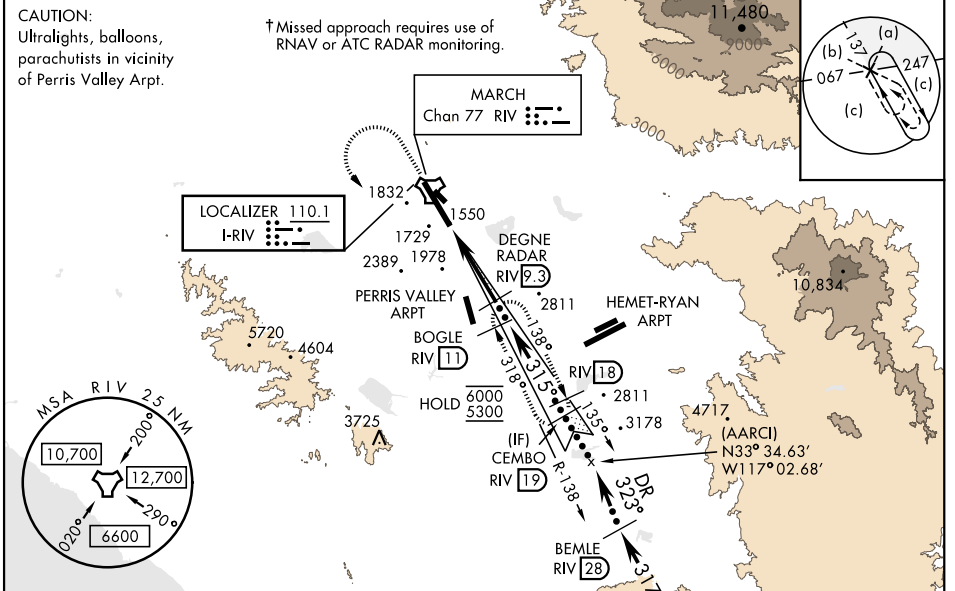 CAUTION:
Ultralights, balloons,
parachutists in vicinity
of Perris Valley Arpt.
† Missed approach requires use of
RNAV or ATC RADAR monitoring.
11,480
9000
6000
3000
MARCH
Chan 77 RIV
(a)
(b)
137
067
247
(c)
(c)
LOCALIZER 110.1
I-RIV
1832
1550
1729
2389
1978
DEGNE
RADAR
RIV 9.3
2811
PERRIS VALLEY
ARPT
HEMET-RYAN
ARPT
10,834
BOGLE
RIV 11
138°
315°
318°
5720
4604
RIV 18
HOLD 6000
5300
2811
135°
3178
4717
3725
(AARCI)
N33° 34.63'
W117° 02.68'
(IF)
CEMBO
RIV 19
R-138
DR
323°
BEMLE
RIV 28
317
MSA RIV 25 NM
200°
10,700
12,700
290°
020°
6600